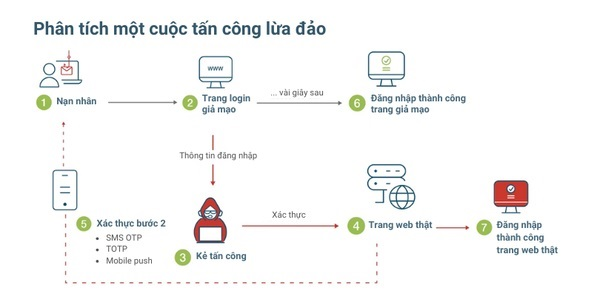 Phân tích một cuộc tấn công lừa đảo
WWW
1 Nạn nhân
2 Trang login
giả mạo
... vài giây sau
6 Đăng nhập thành công
trang giả mạo
Thông tin đăng nhập
5 Xác thực bước 2
• SMS OTP
• TOTP
• Mobile push
3 Kẻ tấn công
Xác thực
4 Trang web thật
7 Đăng nhập
thành công
trang web thật